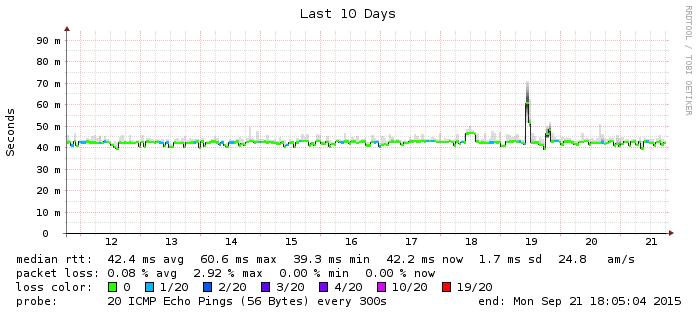 Last 10 Days
RRDTOOL / TOBI OETIKER
Seconds
90 m
80 m
70 m
60 m
50 m
40 m
30 m
20 m
10 m
0
12 13 14 15 16 17 18 19 20 21
median rtt: 42.4 ms avg 60.6 ms max 39.3 ms min 42.2 ms now 1.7 ms sd 24.8 am/s
packet loss: 0.08 % avg 2.92 % max 0.00 % min 0.00 % now
loss color: 0 1/20 2/20 3/20 4/20 10/20 19/20
probe: 20 ICMP Echo Pings (56 Bytes) every 300s end: Mon Sep 21 18:05:04 2015